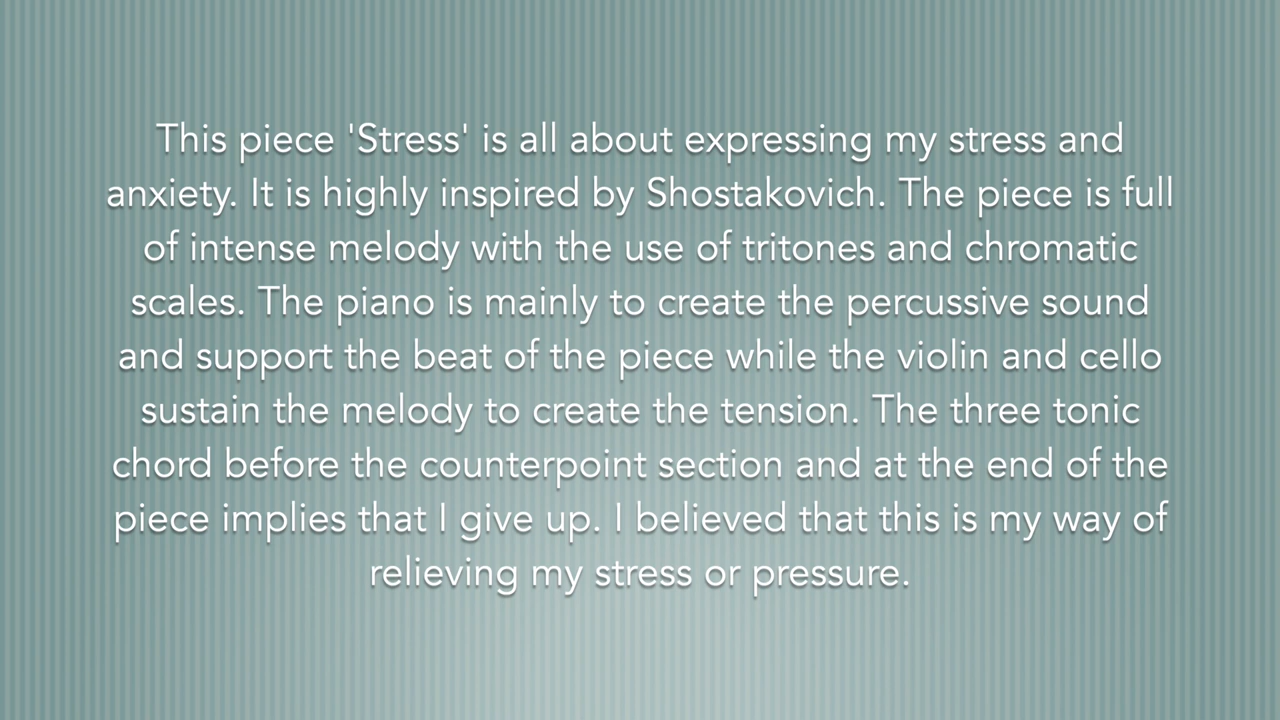 This piece 'Stress' is all about expressing my stress and
anxiety. It is highly inspired by Shostakovich. The piece is full
of intense melody with the use of tritones and chromatic
scales. The piano is mainly to create the percussive sound
and support the beat of the piece while the violin and cello
sustain the melody to create the tension. The three tonic
chord before the counterpoint section and at the end of the
piece implies that I give up. I believed that this is my way of
relieving my stress or pressure.